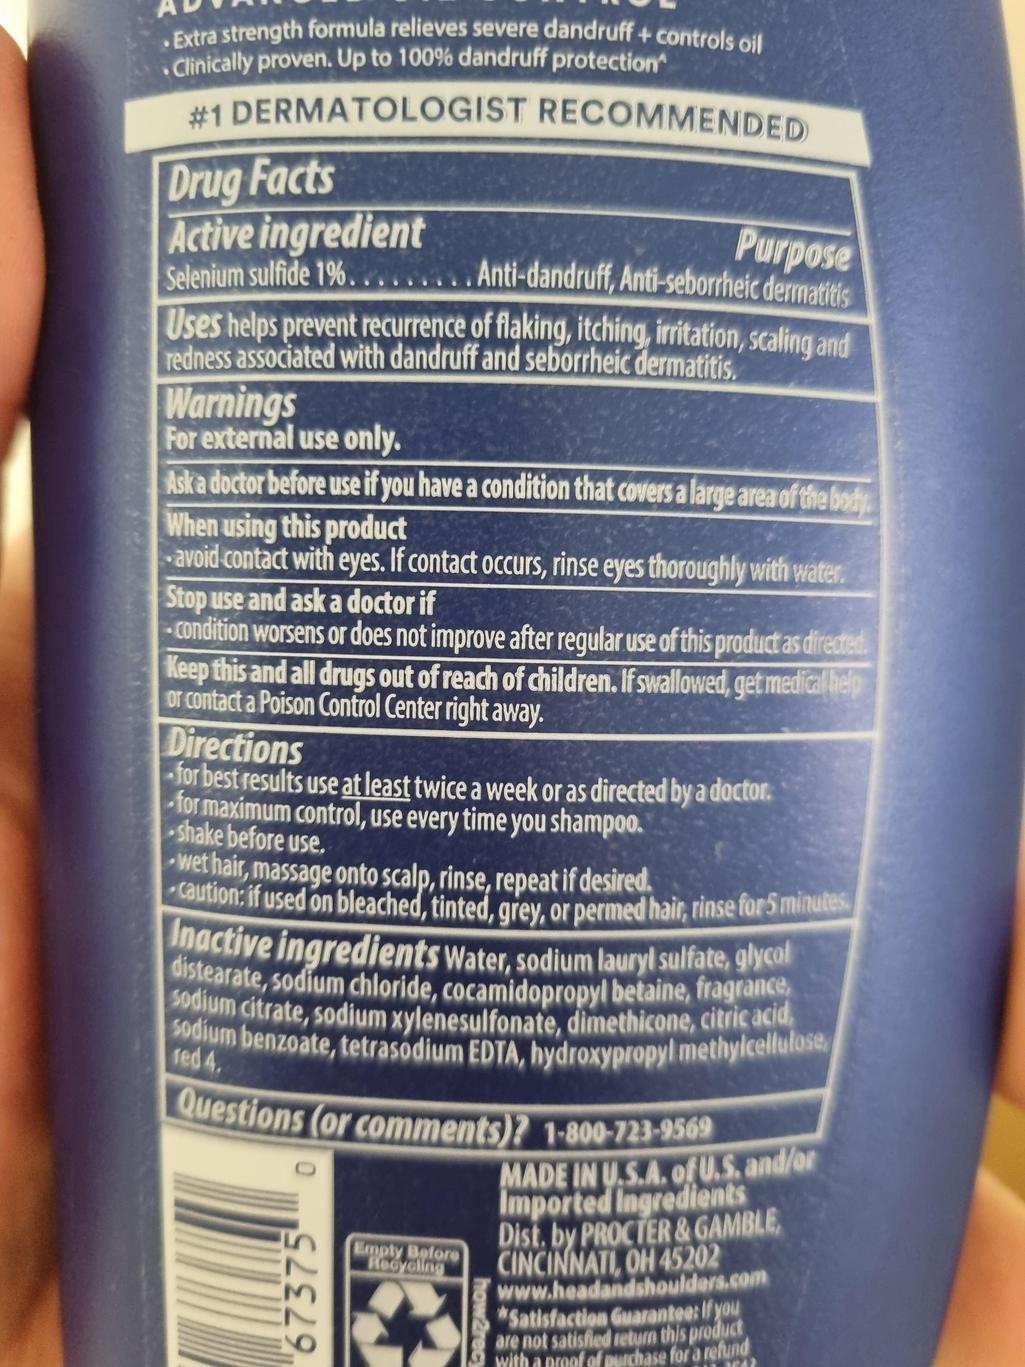 ADVANCED OIL CONTROL
• Extra strength formula relieves severe dandruff + controls oil
• Clinically proven. Up to 100% dandruff protection^
#1 DERMATOLOGIST RECOMMENDED
Drug Facts
Active ingredient Purpose
Selenium sulfide 1%.......... Anti-dandruff, Anti-seborrheic dermatitis
Uses helps prevent recurrence of flaking, itching, irritation, scaling and
redness associated with dandruff and seborrheic dermatitis.
Warnings
For external use only.
Ask a doctor before use if you have a condition that covers a large area of the body.
When using this product
• avoid contact with eyes. If contact occurs, rinse eyes thoroughly with water.
Stop use and ask a doctor if
• condition worsens or does not improve after regular use of this product as directed.
Keep this and all drugs out of reach of children. If swallowed, get medical help
or contact a Poison Control Center right away.
Directions
• for best results use at least twice a week or as directed by a doctor.
• for maximum control, use every time you shampoo.
• shake before use.
• wet hair, massage onto scalp, rinse, repeat if desired.
• caution: if used on bleached, tinted, grey, or permed hair, rinse for 5 minutes.
Inactive ingredients Water, sodium lauryl sulfate, glycol
distearate, sodium chloride, cocamidopropyl betaine, fragrance,
sodium citrate, sodium xylenesulfonate, dimethicone, citric acid,
sodium benzoate, tetrasodium EDTA, hydroxypropyl methylcellulose,
red 4.
Questions (or comments)? 1-800-723-9569
0
67375
Empty Before
Recycling
MADE IN U.S.A. of U.S. and/or
Imported Ingredients
Dist. by PROCTER & GAMBLE,
CINCINNATI, OH 45202
www.headandshoulders.com
*Satisfaction Guarantee: If you
are not satisfied return this product
with a proof of purchase for a refund